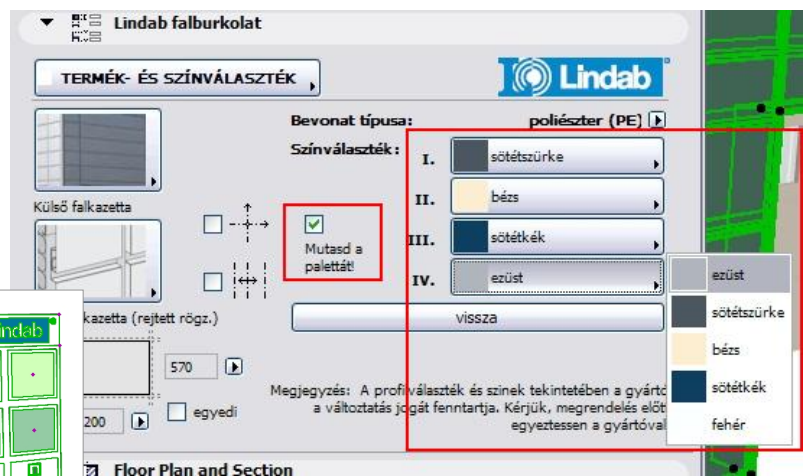 Lindab falburkolat
TERMÉK- ÉS SZÍNVÁLASZTÉK
Lindab
Bevonat típusa:
poliészter (PE)
Színválaszték:
I.
sötétszürke
II.
bézs
III.
sötétkék
IV.
ezüst
vissza
Külső falkazetta
Mutasd a
palettát!
kazetta (rejtett rögz.)
570
200
egyedi
Megjegyzés: A profilválaszték és szinek tekintetében a gyártó
a változtatás jogát fenntartja. Kérjük, megrendelés előtt
egyeztessen a gyártóval
ezüst
sötétszürke
bézs
sötétkék
fehér
indab
Floor Plan and Section